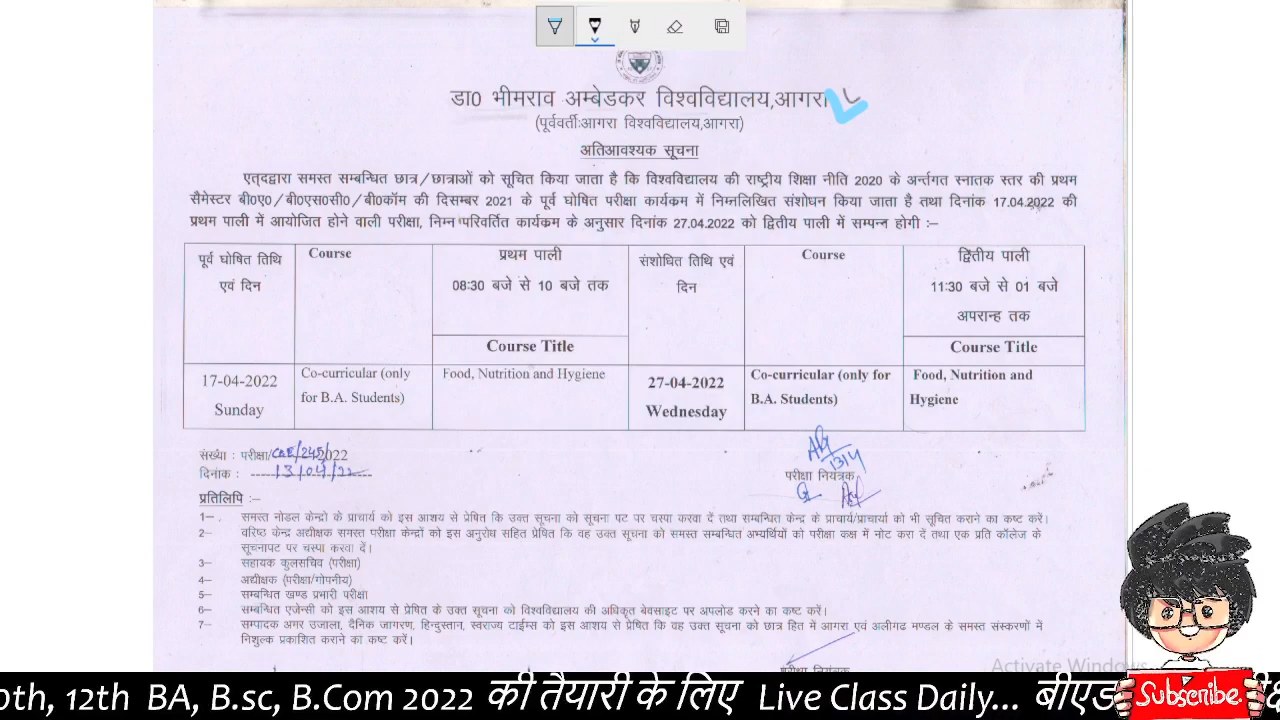 डा0 भीमराव अम्बेडकर विश्वविद्यालय,आगरा
(पूर्ववर्तीःआगरा विश्वविद्यालय,आगरा)
अतिआवश्यक सूचना
एतद्द्वारा समस्त सम्बन्धित छात्र/छात्राओं को सूचित किया जाता है कि विश्वविद्यालय की राष्ट्रीय शिक्षा नीति 2020 के अर्न्तगत स्नातक स्तर की प्रथम
सैमेस्टर बी0ए0/बी0एस0सी0/बी0कॉम की दिसम्बर 2021 के पूर्व घोषित परीक्षा कार्यक्रम में निम्नलिखित संशोधन किया जाता है तथा दिनांक 17.04.2022 की
प्रथम पाली में आयोजित होने वाली परीक्षा, निम्न परिवर्तित कार्यक्रम के अनुसार दिनांक 27.04.2022 को द्वितीय पाली में सम्पन्न होगी :–
पूर्व घोषित तिथि एवं दिन
Course
प्रथम पाली
08:30 बजे से 10 बजे तक
Course Title
संशोधित तिथि एवं दिन
Course
द्वितीय पाली
11:30 बजे से 01 बजे
अपरान्ह तक
Course Title
17-04-2022
Sunday
Co-curricular (only
for B.A. Students)
Food, Nutrition and Hygiene
27-04-2022
Wednesday
Co-curricular (only for
B.A. Students)
Food, Nutrition and
Hygiene
संख्या : परीक्षा/COE/245/2022
दिनांक : 13/04/22
परीक्षा नियंत्रक
प्रतिलिपि :–
1– समस्त नोडल केन्द्रो के प्राचार्य को इस आशय से प्रेषित कि उक्त सूचना को सूचना पट पर चस्पा करवा दें तथा सम्बन्धित केन्द्र के प्राचार्य/प्राचार्या को भी सूचित कराने का कष्ट करें।
2– वरिष्ठ केन्द्र अधीक्षक समस्त परीक्षा केन्द्रों को इस अनुरोध सहित प्रेषित कि वह उक्त सूचना को समस्त सम्बन्धित अभ्यर्थियों को परीक्षा कक्ष में नोट करा दें तथा एक प्रति कॉलेज के
सूचनापट पर चस्पा करवा दें।
3– सहायक कुलसचिव (परीक्षा)
4– अधीक्षक (परीक्षा/गोपनीय)
5– सम्बन्धित खण्ड प्रभारी परीक्षा
6– सम्बन्धित एजेन्सी को इस आशय से प्रेषित के उक्त सूचना को विश्वविद्यालय की अधिकृत बेवसाइट पर अपलोड करने का कष्ट करें।
7– सम्पादक अमर उजाला, दैनिक जागरण, हिन्दुस्तान, स्वराज्य टाईम्स को इस आशय से प्रेषित कि वह उक्त सूचना को छात्र हित में आगरा एवं अलीगढ मण्डल के समस्त संस्करणों में
निशुल्क प्रकाशित कराने का कष्ट करें।
Activate Windows
0th, 12th BA, B.sc, B.Com 2022 की तैयारी के लिए Live Class Daily... बीएड
Subscribe